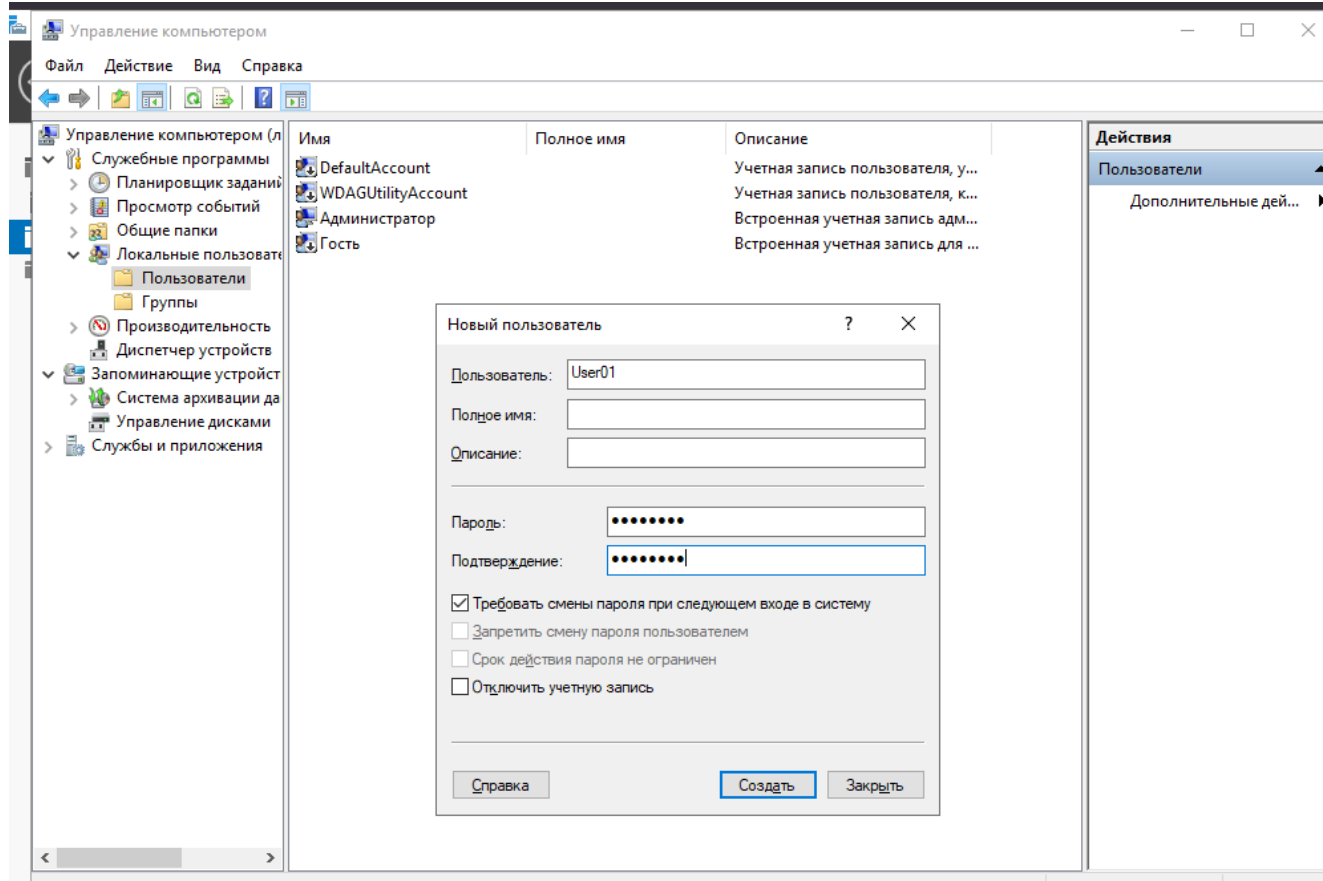 Управление компьютером
Файл Действие Вид Справка
Управление компьютером (л
Служебные программы
Планировщик заданий
Просмотр событий
Общие папки
Локальные пользовате
Пользователи
Группы
Производительность
Диспетчер устройств
Запоминающие устройст
Система архивации да
Управление дисками
Службы и приложения
Имя Полное имя Описание
DefaultAccount Учетная запись пользователя, у...
WDAGUtilityAccount Учетная запись пользователя, к...
Администратор Встроенная учетная запись адм...
Гость Встроенная учетная запись для ...
Действия
Пользователи
Дополнительные дей...
Новый пользователь
Пользователь: User01
Полное имя:
Описание:
Пароль: ●●●●●●●●
Подтверждение: ●●●●●●●●
Требовать смены пароля при следующем входе в систему
Запретить смену пароля пользователем
Срок действия пароля не ограничен
Отключить учетную запись
Справка Создать Закрыть